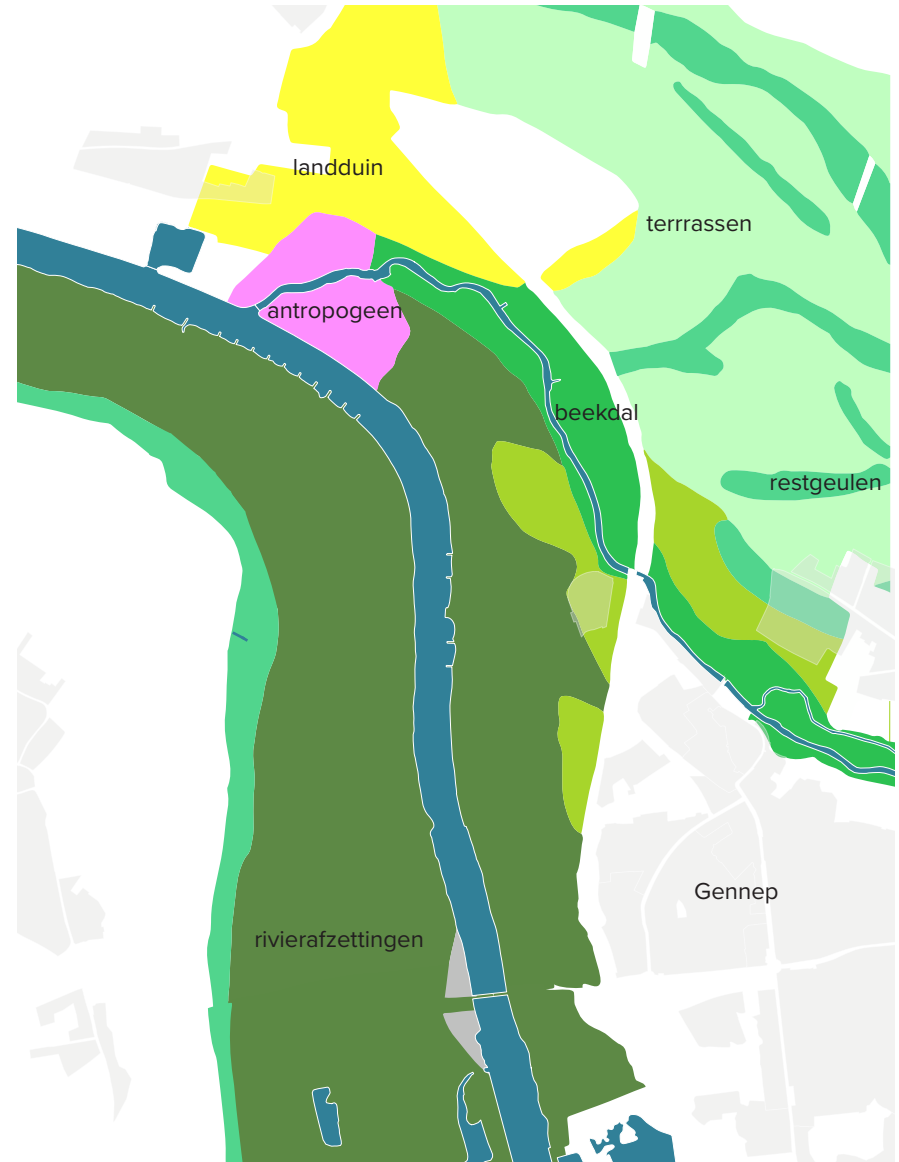 landduin
terrrassen
antropogeen
beekdal
restgeulen
Gennep
rivierafzettingen